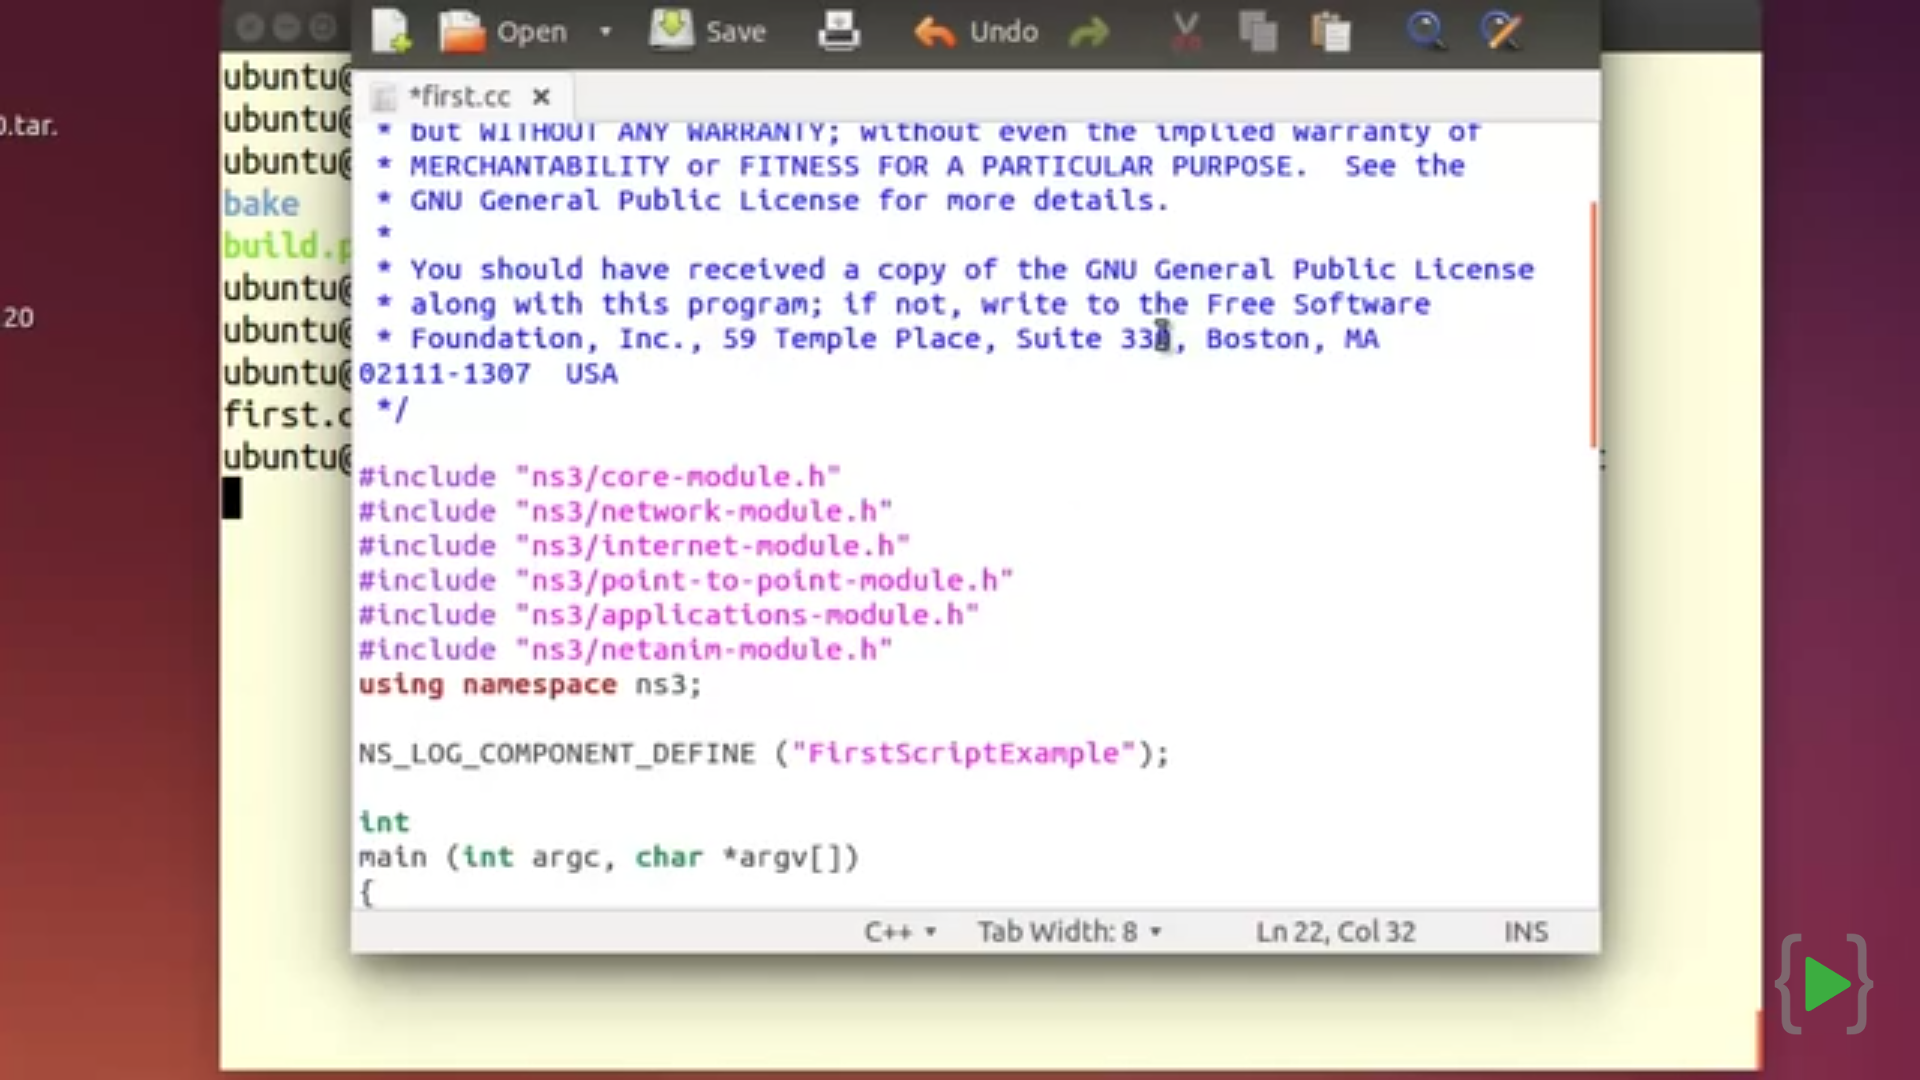 Open
Save
Undo
*first.cc
0.tar.
20
ubuntu@
ubuntu@
ubuntu@
bake
build.p
ubuntu@
ubuntu@
ubuntu@
first.c
ubuntu@
* but WITHOUT ANY WARRANTY; without even the implied warranty of
* MERCHANTABILITY or FITNESS FOR A PARTICULAR PURPOSE.  See the
* GNU General Public License for more details.
*
* You should have received a copy of the GNU General Public License
* along with this program; if not, write to the Free Software
* Foundation, Inc., 59 Temple Place, Suite 330, Boston, MA
02111-1307  USA
*/
#include "ns3/core-module.h"
#include "ns3/network-module.h"
#include "ns3/internet-module.h"
#include "ns3/point-to-point-module.h"
#include "ns3/applications-module.h"
#include "ns3/netanim-module.h"
using namespace ns3;
NS_LOG_COMPONENT_DEFINE ("FirstScriptExample");
int
main (int argc, char *argv[])
{
C++ Tab Width: 8 Ln 22, Col 32 INS